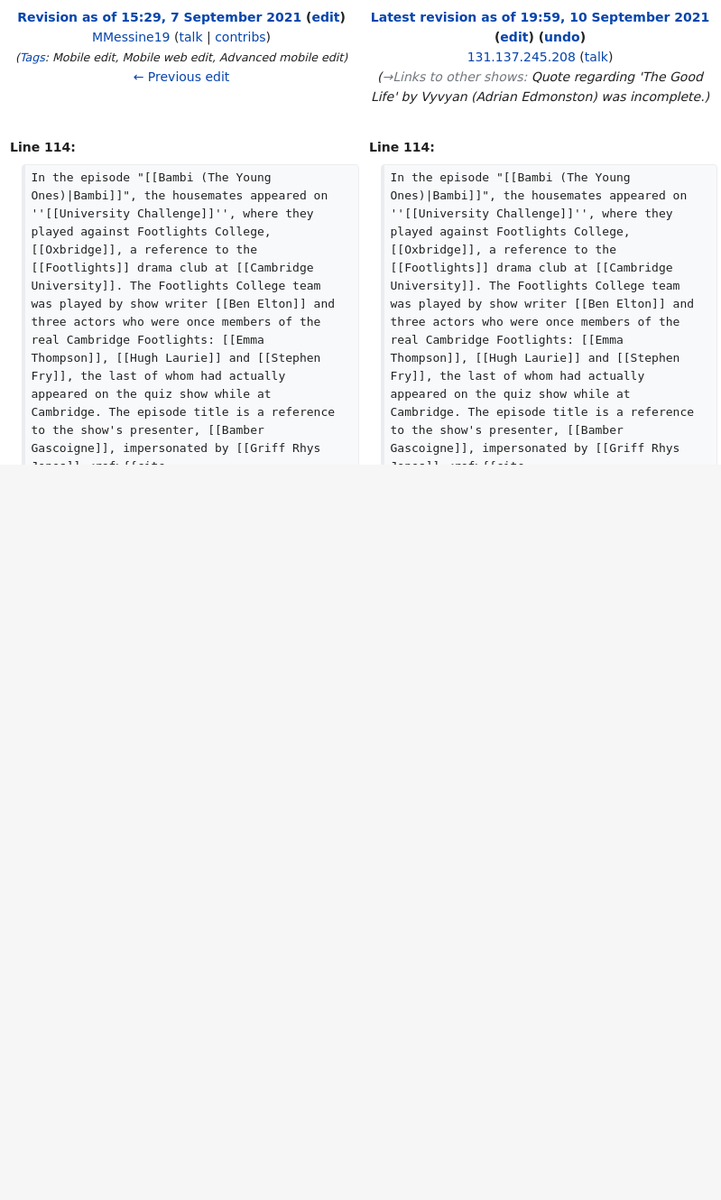 Revision as of 15:29, 7 September 2021 (edit)
MMessine19 (talk | contribs)
(Tags: Mobile edit, Mobile web edit, Advanced mobile edit)
← Previous edit
Latest revision as of 19:59, 10 September 2021
(edit) (undo)
131.137.245.208 (talk)
(→Links to other shows: Quote regarding 'The Good
Life' by Vyvyan (Adrian Edmonston) was incomplete.)
Line 114:
In the episode "[[Bambi (The Young
Ones)|Bambi]]", the housemates appeared on
''[[University Challenge]]'', where they
played against Footlights College,
[[Oxbridge]], a reference to the
[[Footlights]] drama club at [[Cambridge
University]]. The Footlights College team
was played by show writer [[Ben Elton]] and
three actors who were once members of the
real Cambridge Footlights: [[Emma
Thompson]], [[Hugh Laurie]] and [[Stephen
Fry]], the last of whom had actually
appeared on the quiz show while at
Cambridge. The episode title is a reference
to the show's presenter, [[Bamber
Gascoigne]], impersonated by [[Griff Rhys
Line 114:
In the episode "[[Bambi (The Young
Ones)|Bambi]]", the housemates appeared on
''[[University Challenge]]'', where they
played against Footlights College,
[[Oxbridge]], a reference to the
[[Footlights]] drama club at [[Cambridge
University]]. The Footlights College team
was played by show writer [[Ben Elton]] and
three actors who were once members of the
real Cambridge Footlights: [[Emma
Thompson]], [[Hugh Laurie]] and [[Stephen
Fry]], the last of whom had actually
appeared on the quiz show while at
Cambridge. The episode title is a reference
to the show's presenter, [[Bamber
Gascoigne]], impersonated by [[Griff Rhys